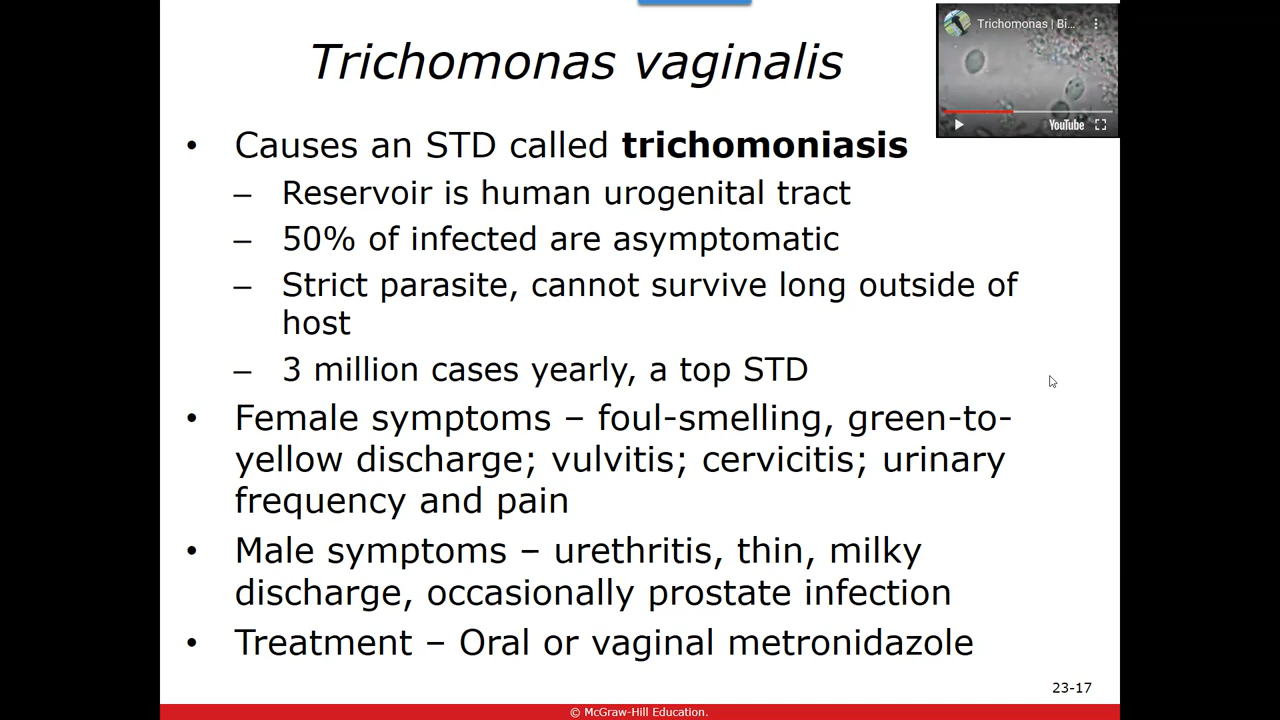 Trichomonas vaginalis
Trichomonas | Bi...
YouTube
• Causes an STD called trichomoniasis
– Reservoir is human urogenital tract
– 50% of infected are asymptomatic
– Strict parasite, cannot survive long outside of
host
– 3 million cases yearly, a top STD
• Female symptoms – foul-smelling, green-to-
yellow discharge; vulvitis; cervicitis; urinary
frequency and pain
• Male symptoms – urethritis, thin, milky
discharge, occasionally prostate infection
• Treatment – Oral or vaginal metronidazole
23-17
© McGraw-Hill Education.